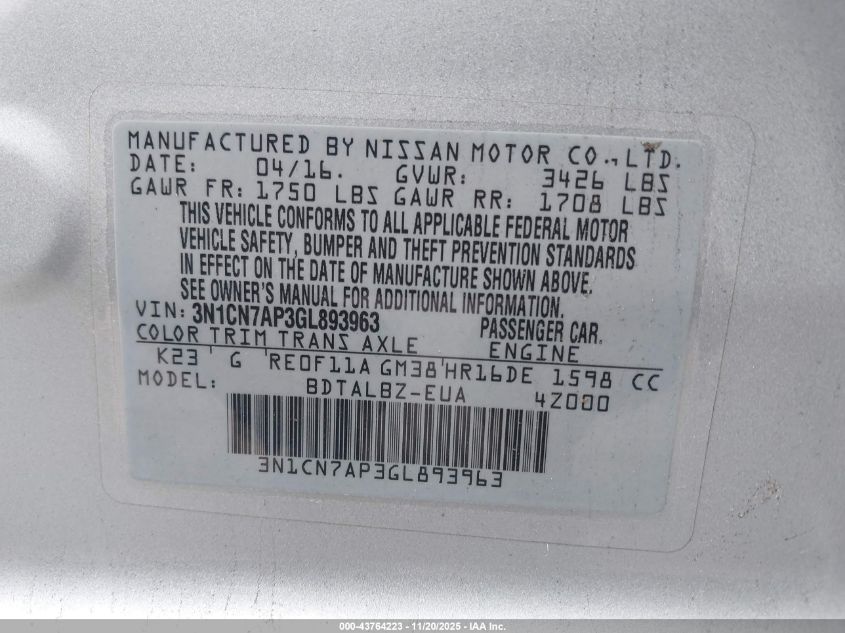 MANUFACTURED BY NISSAN MOTOR CO., LTD.
DATE: 04/16. GVWR: 3426 LBS
GAWR FR: 1750 LBS GAWR RR: 1708 LBS
THIS VEHICLE CONFORMS TO ALL APPLICABLE FEDERAL MOTOR
VEHICLE SAFETY, BUMPER AND THEFT PREVENTION STANDARDS
IN EFFECT ON THE DATE OF MANUFACTURE SHOWN ABOVE.
SEE OWNER'S MANUAL FOR ADDITIONAL INFORMATION.
VIN: 3N1CN7AP3GL893963 PASSENGER CAR.
COLOR TRIM TRANS AXLE ENGINE
K23 ' G 'RE0F11A GM38'HR16DE 1598 CC
MODEL: BDTALBZ-EUA 4Z000
3N1CN7AP3GL893963
000-43764223 - 11/20/2025 - IAA Inc.